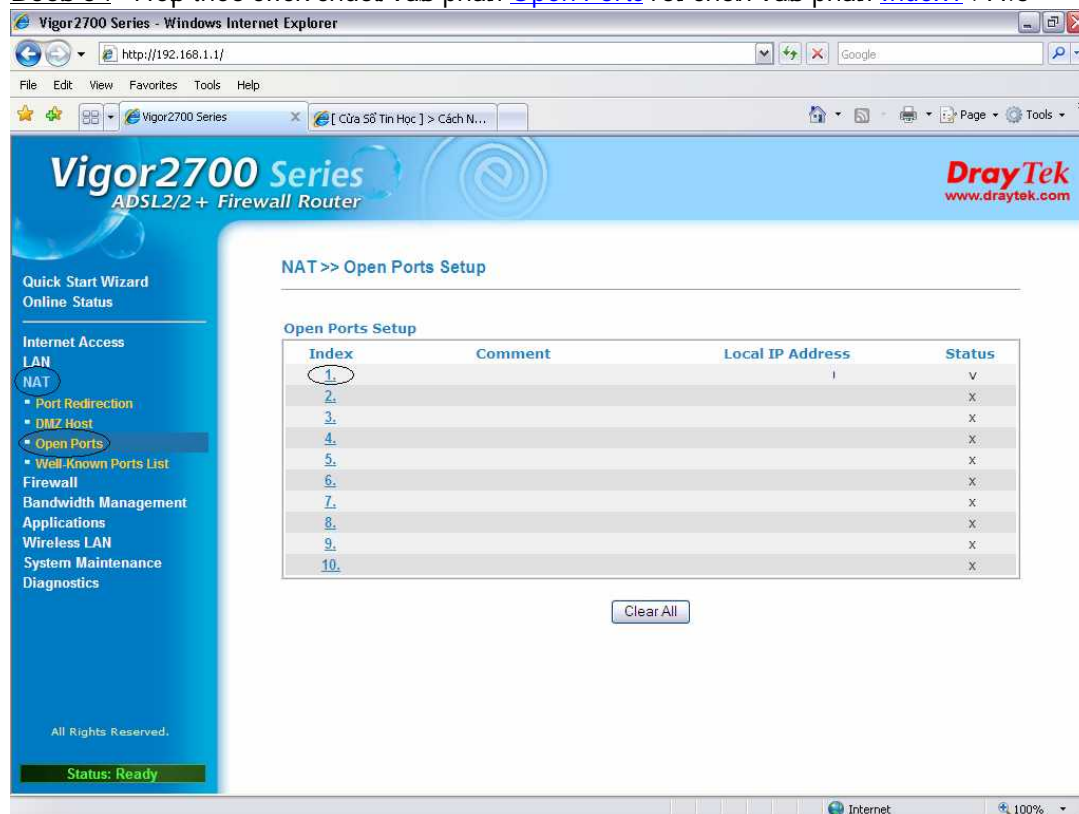 Open Ports
Vigor2700 Series - Windows Internet Explorer
http://192.168.1.1/
Google
File Edit View Favorites Tools Help
Vigor2700 Series
[ Cửa Sổ Tin Học ] > Cách N...
Page Tools
Vigor2700 Series
ADSL2/2+ Firewall Router
DrayTek
www.draytek.com
Quick Start Wizard
Online Status
Internet Access
LAN
NAT
Port Redirection
DMZ Host
Open Ports
Well-Known Ports List
Firewall
Bandwidth Management
Applications
Wireless LAN
System Maintenance
Diagnostics
All Rights Reserved.
Status: Ready
NAT >> Open Ports Setup
Open Ports Setup
Index Comment Local IP Address Status
1. v
2. x
3. x
4. x
5. x
6. x
7. x
8. x
9. x
10. x
Clear All
Internet 100%